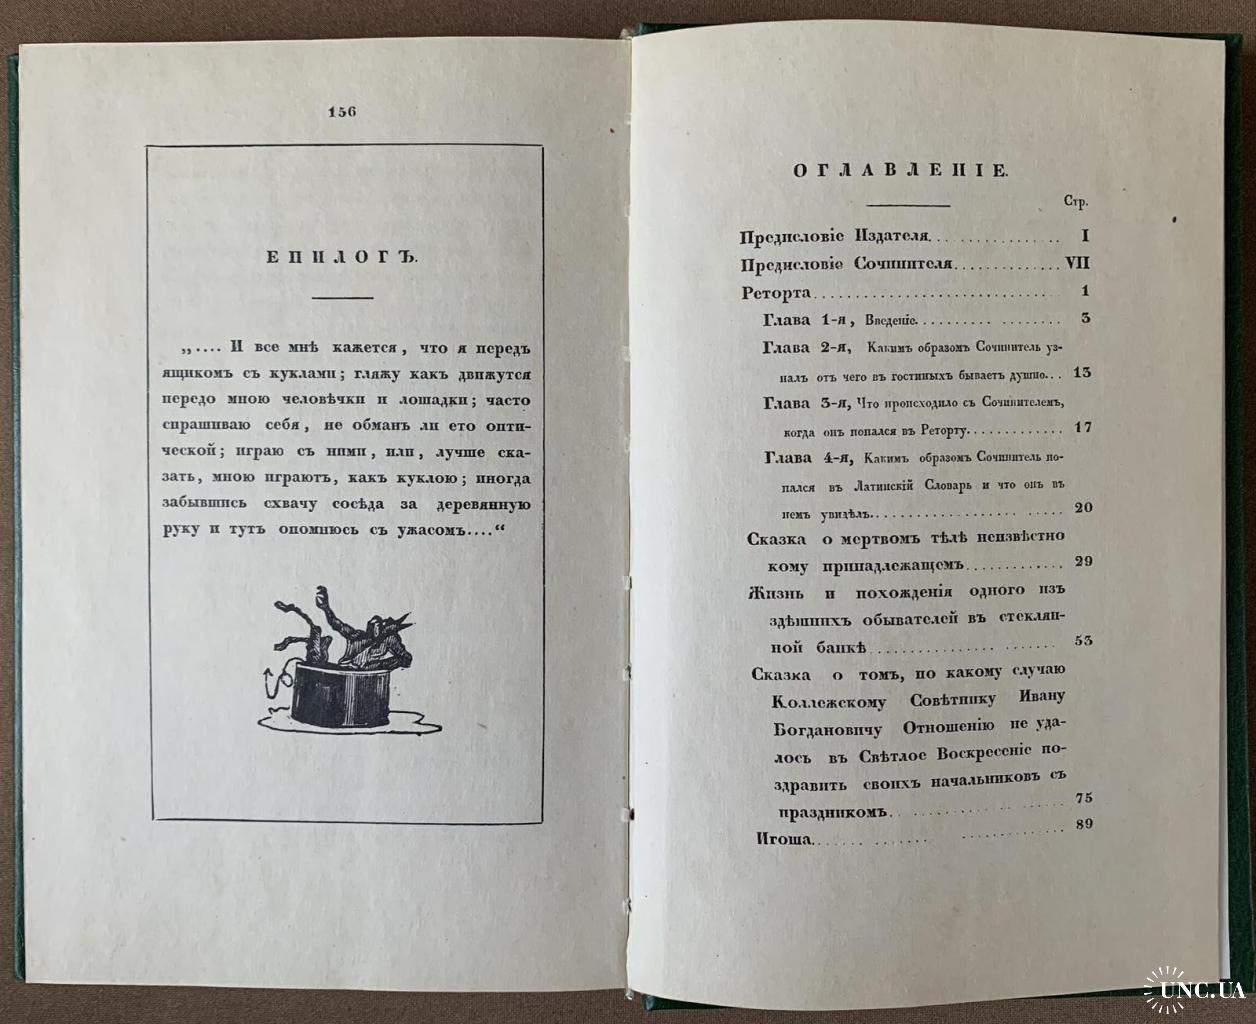 156
ЕПИЛОГЪ.
„.... И все мнѣ кажется, что я передъ
ящикомъ съ куклами; гляжу какъ движутся
передо мною человѣчки и лошадки; часто
спрашиваю себя, не обманъ ли ето опти-
ческой; играю съ ними, или, лучше ска-
зать, мною играютъ, какъ куклою; иногда
забывшись схвачу сосѣда за деревянную
руку и тутъ опомнюсь съ ужасомъ....“
ОГЛАВЛЕНІЕ.
Стр.
Предисловіе Издателя. I
Предисловіе Сочинителя. VII
Реторта 1
Глава 1-я, Введеніе. 3
Глава 2-я, Какимъ образомъ Сочинитель уз-
налъ отъ чего въ гостиныхъ бываетъ душно. 13
Глава 3-я, Что происходило съ Сочинителемъ,
когда онъ попался въ Реторту. 17
Глава 4-я, Какимъ образомъ Сочинитель по-
пался въ Латинскій Словарь и что онъ въ
немъ увидѣлъ. 20
Сказка о мертвомъ тѣлѣ неизвѣстно
кому принадлежащемъ. 29
Жизнь и похожденія одного изъ
здѣшнихъ обывателей въ стеклян-
ной банкѣ 53
Сказка о томъ, по какому случаю
Коллежскому Совѣтнику Ивану
Богдановичу Отношенію не уда-
лось въ Свѣтлое Воскресеніе по-
здравить своихъ начальниковъ съ
праздникомъ. 75
Игоша. 89
UNC.UA